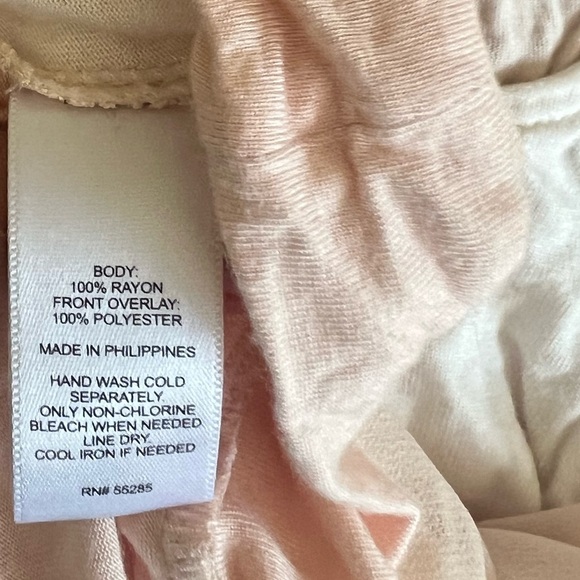 BODY:
100% RAYON
FRONT OVERLAY:
100% POLYESTER
MADE IN PHILIPPINES
HAND WASH COLD
SEPARATELY.
ONLY NON-CHLORINE
BLEACH WHEN NEEDED
LINE DRY.
COOL IRON IF NEEDED
RN# 55285